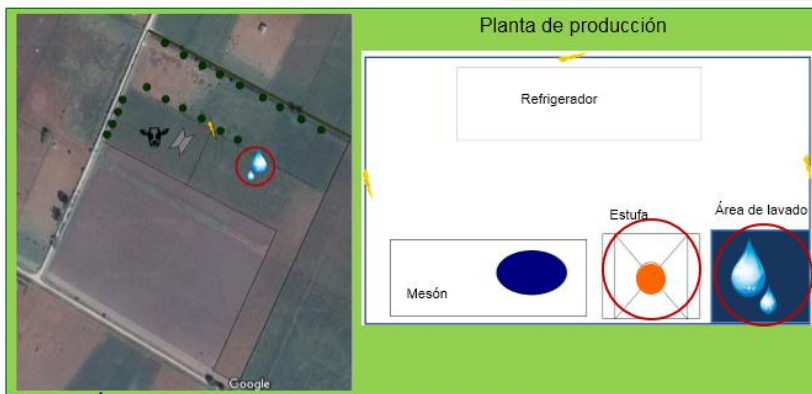 Planta de producción
Refrigerador
Estufa
Área de lavado
Mesón
Google